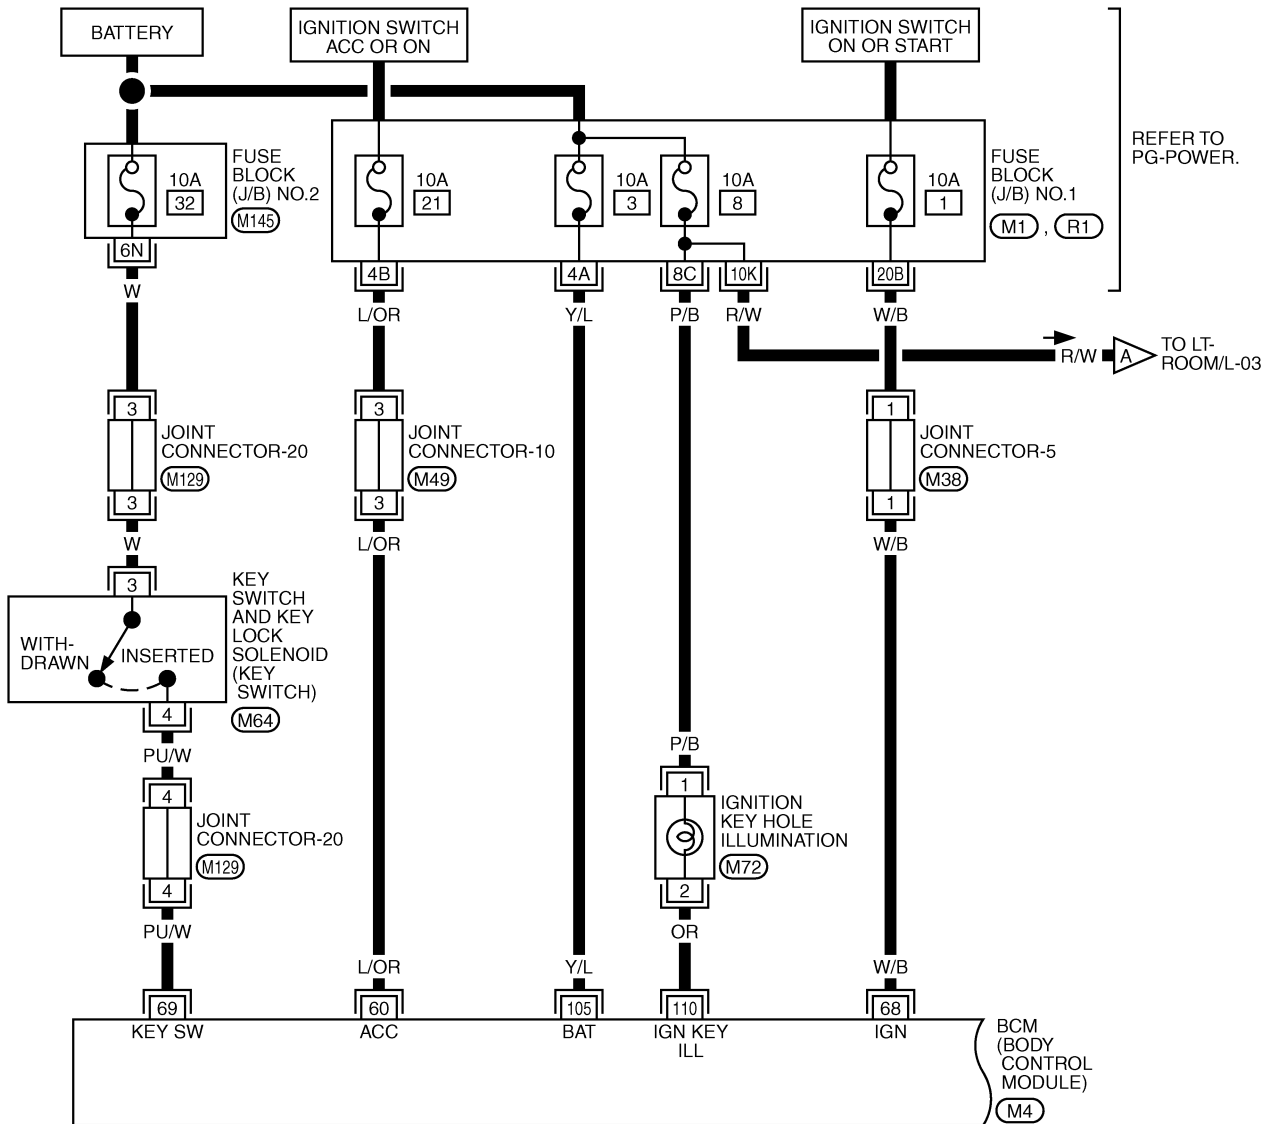 BATTERY
IGNITION SWITCH
ACC OR ON
IGNITION SWITCH
ON OR START
REFER TO
PG-POWER.
FUSE
BLOCK
(J/B) NO.2
M145
10A
32
10A
21
10A
3
10A
8
10A
1
FUSE
BLOCK
(J/B) NO.1
M1 , R1
6N
4B
4A
8C
10K
20B
W
L/OR
Y/L
P/B
R/W
W/B
R/W
A
TO LT-
ROOM/L-03
3
JOINT
CONNECTOR-20
M129
3
3
JOINT
CONNECTOR-10
M49
3
1
JOINT
CONNECTOR-5
M38
1
W
L/OR
W/B
3
KEY
SWITCH
AND KEY
LOCK
SOLENOID
(KEY
SWITCH)
M64
WITH-
DRAWN
INSERTED
4
PU/W
P/B
4
JOINT
CONNECTOR-20
M129
4
1
IGNITION
KEY HOLE
ILLUMINATION
M72
2
PU/W
OR
L/OR
Y/L
W/B
69
60
105
110
68
KEY SW
ACC
BAT
IGN KEY
ILL
IGN
BCM
(BODY
CONTROL
MODULE)
M4